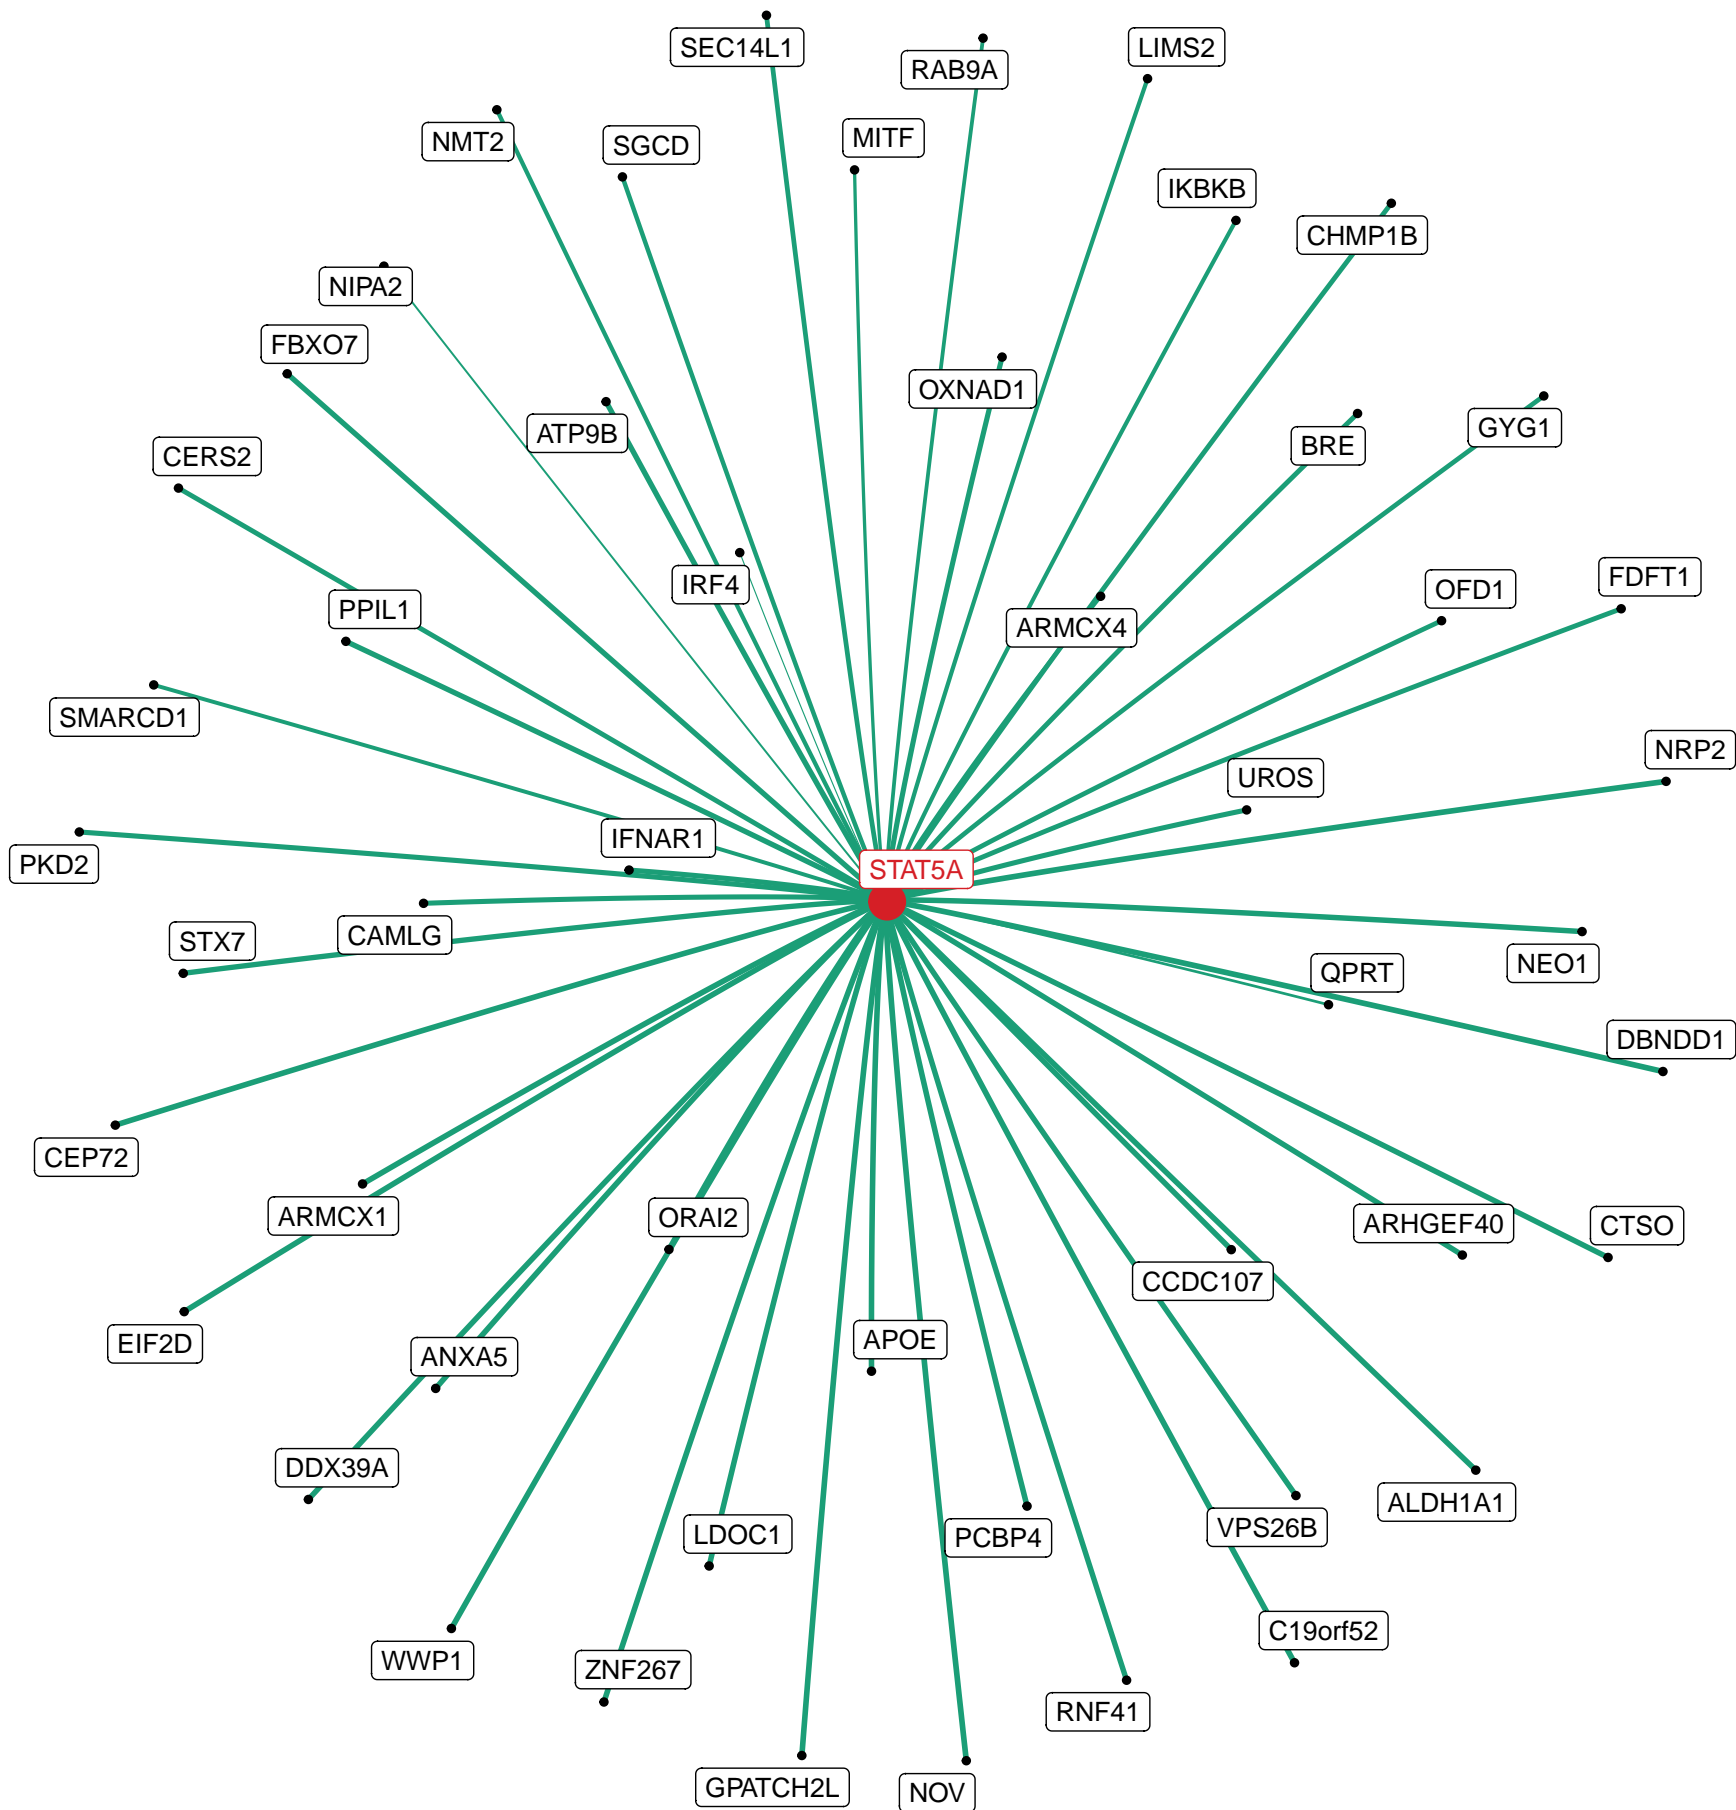 SEC14L1
RAB9A
LIMS2
NMT2
SGCD
MITF
IKBKB
CHMP1B
NIPA2
FBXO7
OXNAD1
ATP9B
GYG1
BRE
CERS2
IRF4
OFD1
FDFT1
PPIL1
ARMCX4
SMARCD1
NRP2
UROS
IFNAR1
PKD2
STAT5A
STX7
CAMLG
NEO1
QPRT
DBNDD1
CEP72
ARMCX1
ORAI2
ARHGEF40
CTSO
CCDC107
EIF2D
ANXA5
APOE
DDX39A
ALDH1A1
LDOC1
PCBP4
VPS26B
C19orf52
WWP1
ZNF267
RNF41
GPATCH2L
NOV